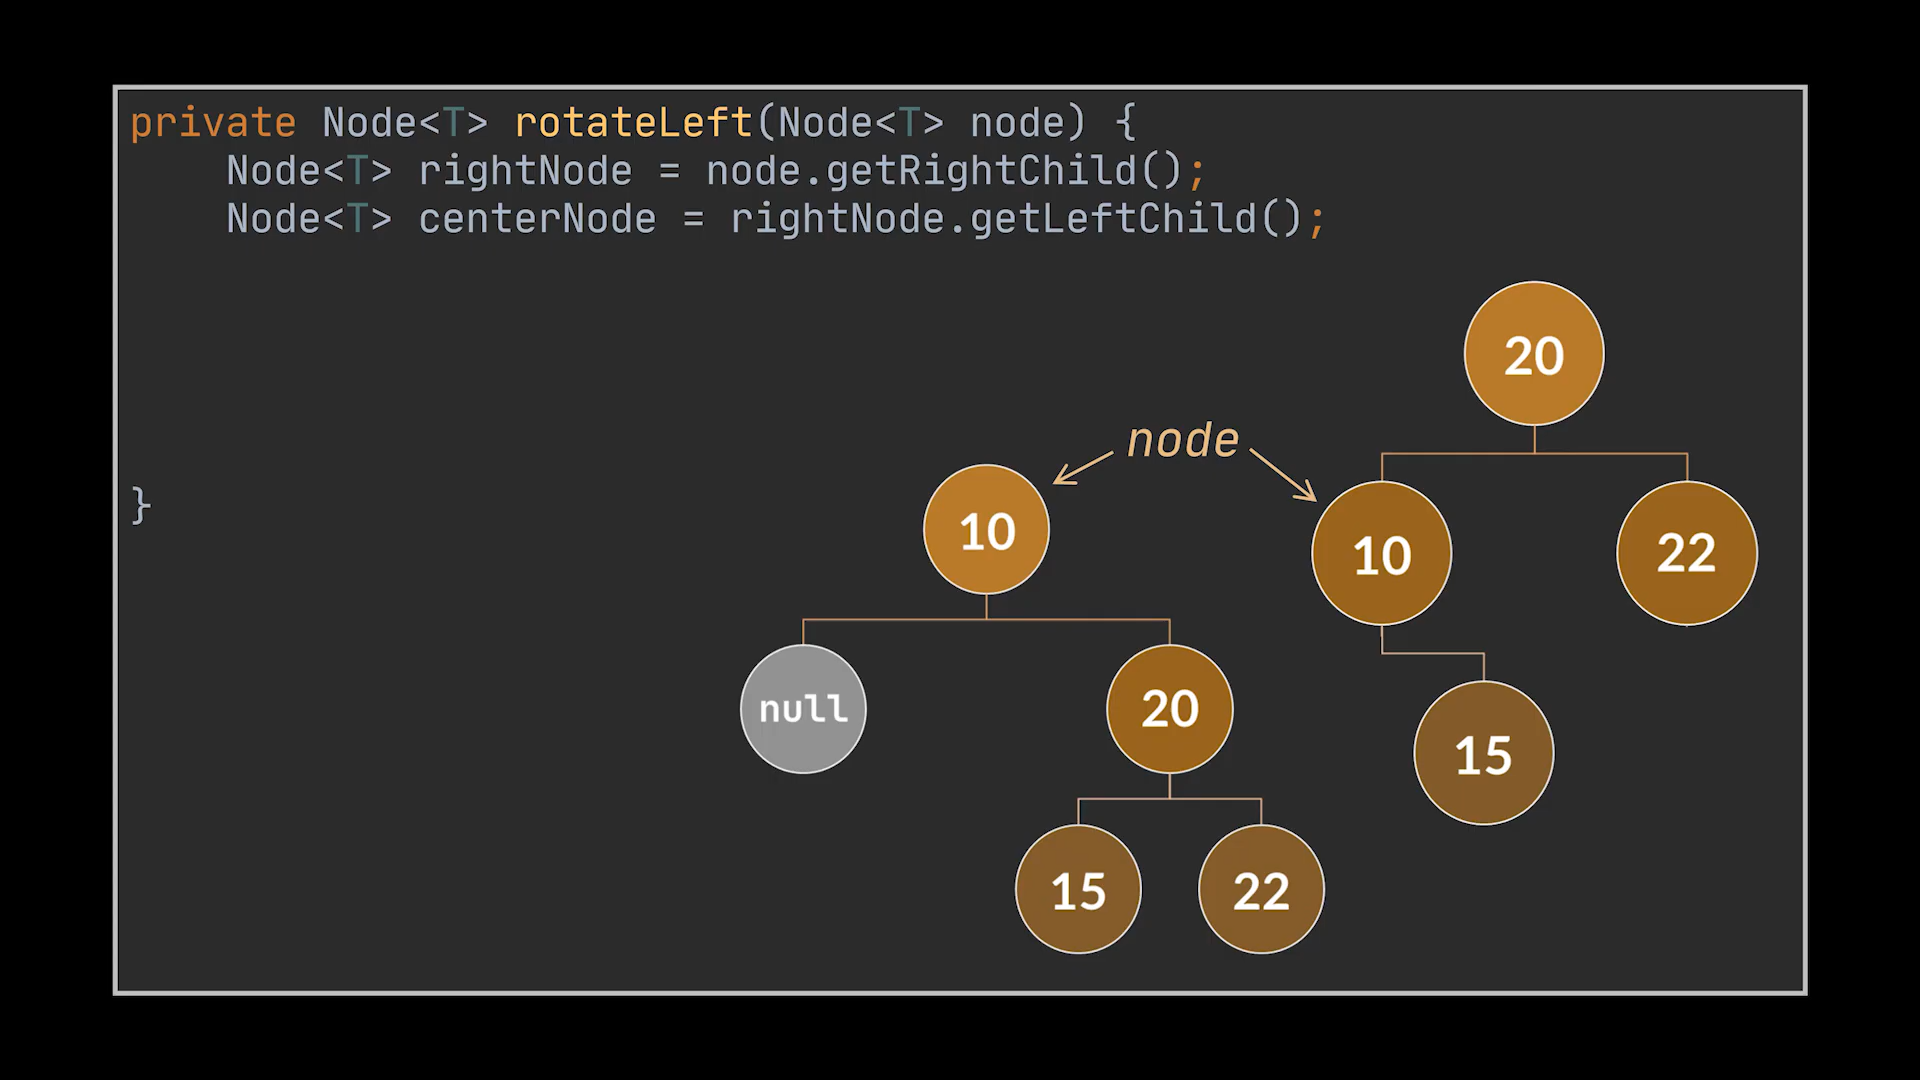 private Node<T> rotateLeft(Node<T> node) {
    Node<T> rightNode = node.getRightChild();
    Node<T> centerNode = rightNode.getLeftChild();
}
node
10
null
20
15
22
20
10
22
15